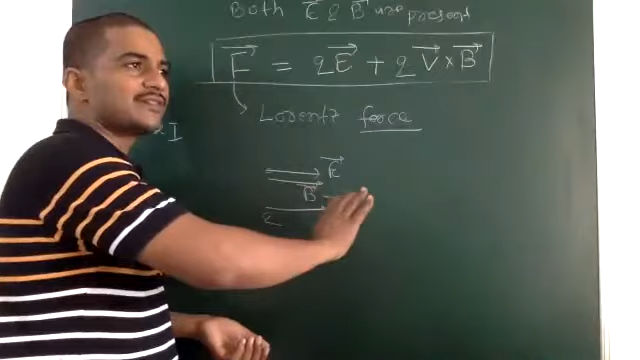 Both E⃗ & B⃗ are present
F⃗ = qE⃗ + qV⃗ × B⃗
Lorentz force
I
E⃗
B⃗
q